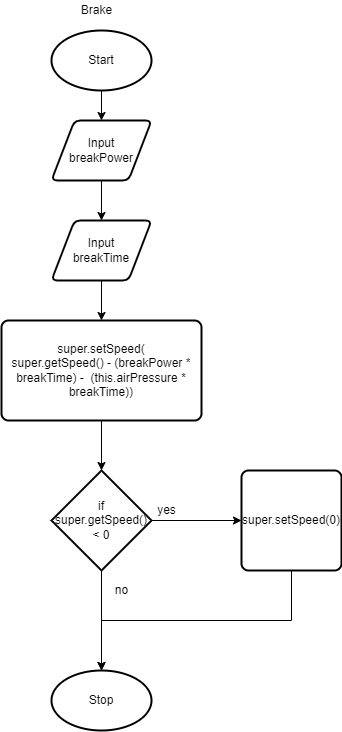 Brake
Start
Input
breakPower
Input
breakTime
super.setSpeed(
super.getSpeed() - (breakPower *
breakTime) - (this.airPressure *
breakTime))
if
super.getSpeed()
< 0
yes
super.setSpeed(0)
no
Stop